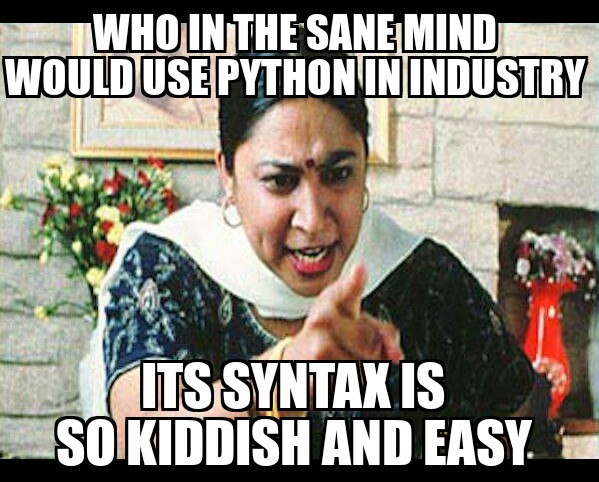 WHO IN THE SANE MIND
WOULD USE PYTHON IN INDUSTRY
ITS SYNTAX IS
SO KIDDISH AND EASY